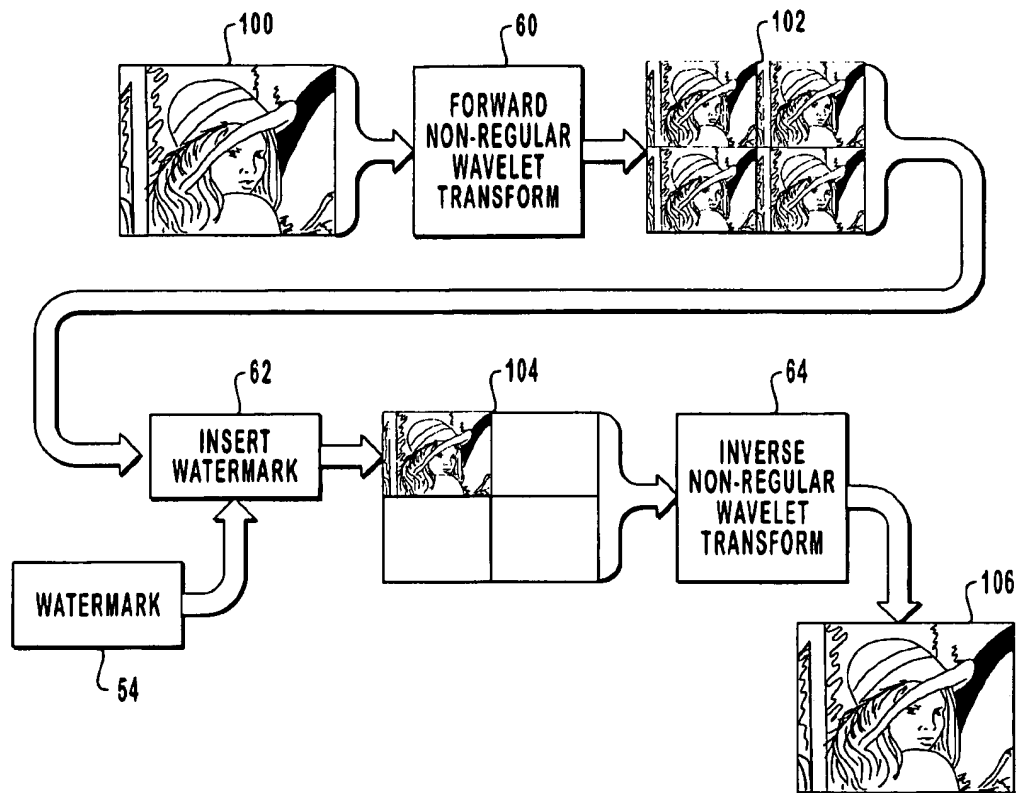 100
60
102
FORWARD
NON-REGULAR
WAVELET
TRANSFORM
62
104
64
INSERT
WATERMARK
INVERSE
NON-REGULAR
WAVELET
TRANSFORM
WATERMARK
54
106